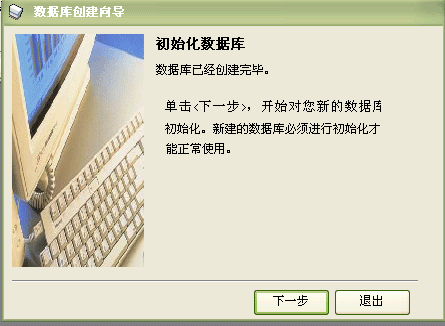 数据库创建向导
初始化数据库
数据库已经创建完毕。
单击<下一步>，开始对您新的数据库
初始化。新建的数据库必须进行初始化才
能正常使用。
下一步
退出